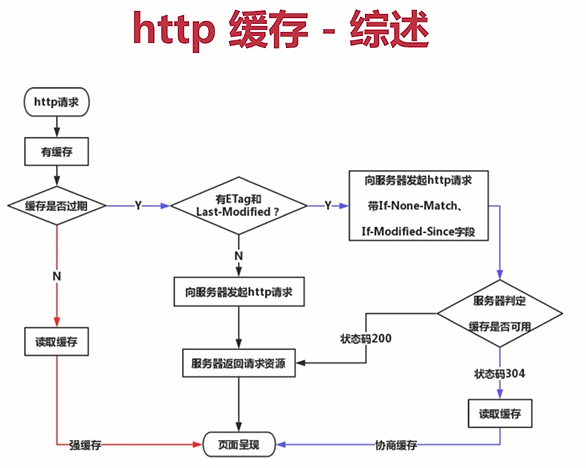 http 缓存 - 综述
http请求
有缓存
缓存是否过期
Y
有ETag和
Last-Modified ?
Y
向服务器发起http请求
带If-None-Match、
If-Modified-Since字段
N
N
向服务器发起http请求
服务器判定
缓存是否可用
读取缓存
服务器返回请求资源
状态码200
状态码304
读取缓存
强缓存
页面呈现
协商缓存